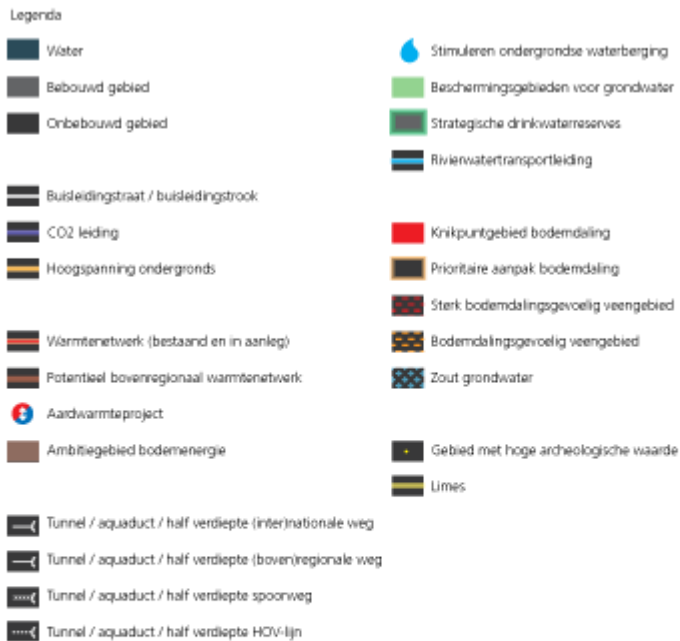 Legenda
Water
Bebouwd gebied
Onbebouwd gebied
Buisleidingstraat / buisleidingstrook
CO2 leiding
Hoogspanning ondergronds
Warmtenetwerk (bestaand en in aanleg)
Potentieel bovenregionaal warmtenetwerk
Aardwarmteproject
Ambitiegebied bodemenergie
Tunnel / aquaduct / half verdiepte (inter)nationale weg
Tunnel / aquaduct / half verdiepte (boven)regionale weg
Tunnel / aquaduct / half verdiepte spoorweg
Tunnel / aquaduct / half verdiepte HOV-lijn
Stimuleren ondergrondse waterberging
Beschermingsgebieden voor grondwater
Strategische drinkwaterreserves
Rivierwatertransportleiding
Knikpuntgebied bodemdaling
Prioritaire aanpak bodemdaling
Sterk bodemdalingsgevoelig veengebied
Bodemdalingsgevoelig veengebied
Zout grondwater
Gebied met hoge archeologische waarde
Limes